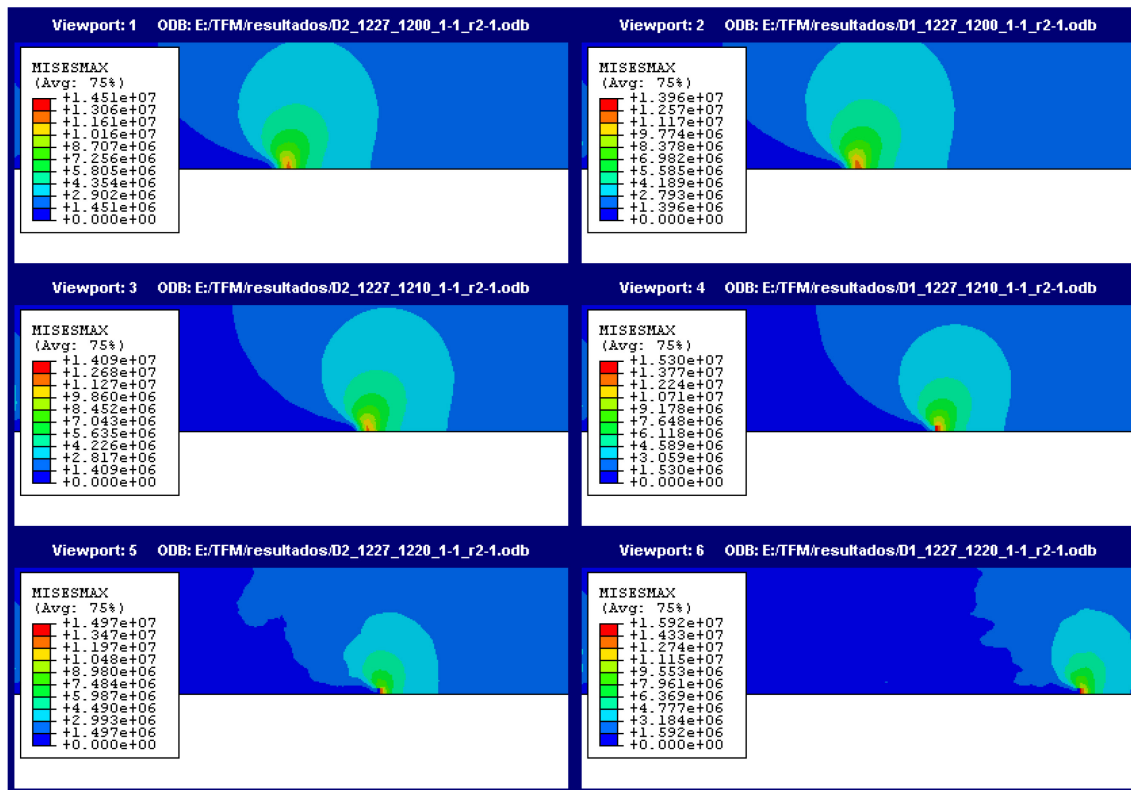 Viewport: 1 ODB: E:/TFM/resultados/D2_1227_1200_1-1_r2-1.odb
MISESMAX
(Avg: 75%)
+1.451e+07
+1.306e+07
+1.161e+07
+1.016e+07
+8.707e+06
+7.256e+06
+5.805e+06
+4.354e+06
+2.902e+06
+1.451e+06
+0.000e+00
Viewport: 2 ODB: E:/TFM/resultados/D1_1227_1200_1-1_r2-1.odb
MISESMAX
(Avg: 75%)
+1.396e+07
+1.257e+07
+1.117e+07
+9.774e+06
+8.378e+06
+6.982e+06
+5.585e+06
+4.189e+06
+2.793e+06
+1.396e+06
+0.000e+00
Viewport: 3 ODB: E:/TFM/resultados/D2_1227_1210_1-1_r2-1.odb
MISESMAX
(Avg: 75%)
+1.409e+07
+1.268e+07
+1.127e+07
+9.860e+06
+8.452e+06
+7.043e+06
+5.635e+06
+4.226e+06
+2.817e+06
+1.409e+06
+0.000e+00
Viewport: 4 ODB: E:/TFM/resultados/D1_1227_1210_1-1_r2-1.odb
MISESMAX
(Avg: 75%)
+1.530e+07
+1.377e+07
+1.224e+07
+1.071e+07
+9.178e+06
+7.648e+06
+6.118e+06
+4.589e+06
+3.059e+06
+1.530e+06
+0.000e+00
Viewport: 5 ODB: E:/TFM/resultados/D2_1227_1220_1-1_r2-1.odb
MISESMAX
(Avg: 75%)
+1.497e+07
+1.347e+07
+1.197e+07
+1.048e+07
+8.980e+06
+7.484e+06
+5.987e+06
+4.490e+06
+2.993e+06
+1.497e+06
+0.000e+00
Viewport: 6 ODB: E:/TFM/resultados/D1_1227_1220_1-1_r2-1.odb
MISESMAX
(Avg: 75%)
+1.592e+07
+1.433e+07
+1.274e+07
+1.115e+07
+9.553e+06
+7.961e+06
+6.369e+06
+4.777e+06
+3.184e+06
+1.592e+06
+0.000e+00